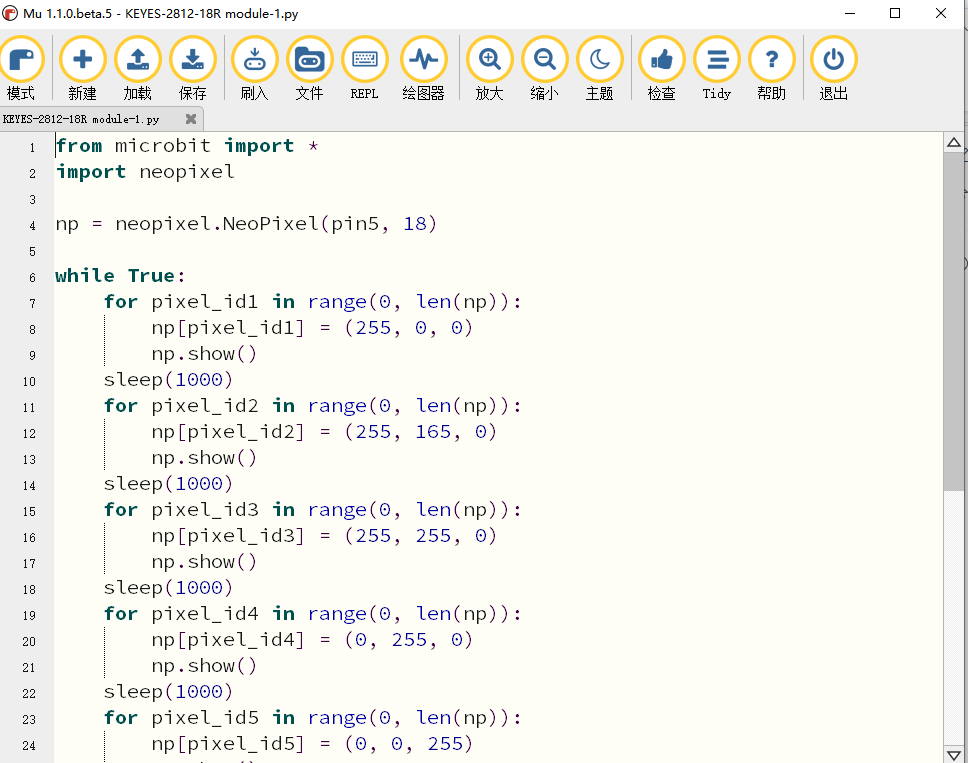 Mu 1.1.0.beta.5 - KEYES-2812-18R module-1.py
模式 新建 加载 保存 刷入 文件 REPL 绘图器 放大 缩小 主题 检查 Tidy 帮助 退出
KEYES-2812-18R module-1.py
1 from microbit import *
2 import neopixel
3
4 np = neopixel.NeoPixel(pin5, 18)
5
6 while True:
7     for pixel_id1 in range(0, len(np)):
8         np[pixel_id1] = (255, 0, 0)
9         np.show()
10     sleep(1000)
11     for pixel_id2 in range(0, len(np)):
12         np[pixel_id2] = (255, 165, 0)
13         np.show()
14     sleep(1000)
15     for pixel_id3 in range(0, len(np)):
16         np[pixel_id3] = (255, 255, 0)
17         np.show()
18     sleep(1000)
19     for pixel_id4 in range(0, len(np)):
20         np[pixel_id4] = (0, 255, 0)
21         np.show()
22     sleep(1000)
23     for pixel_id5 in range(0, len(np)):
24         np[pixel_id5] = (0, 0, 255)